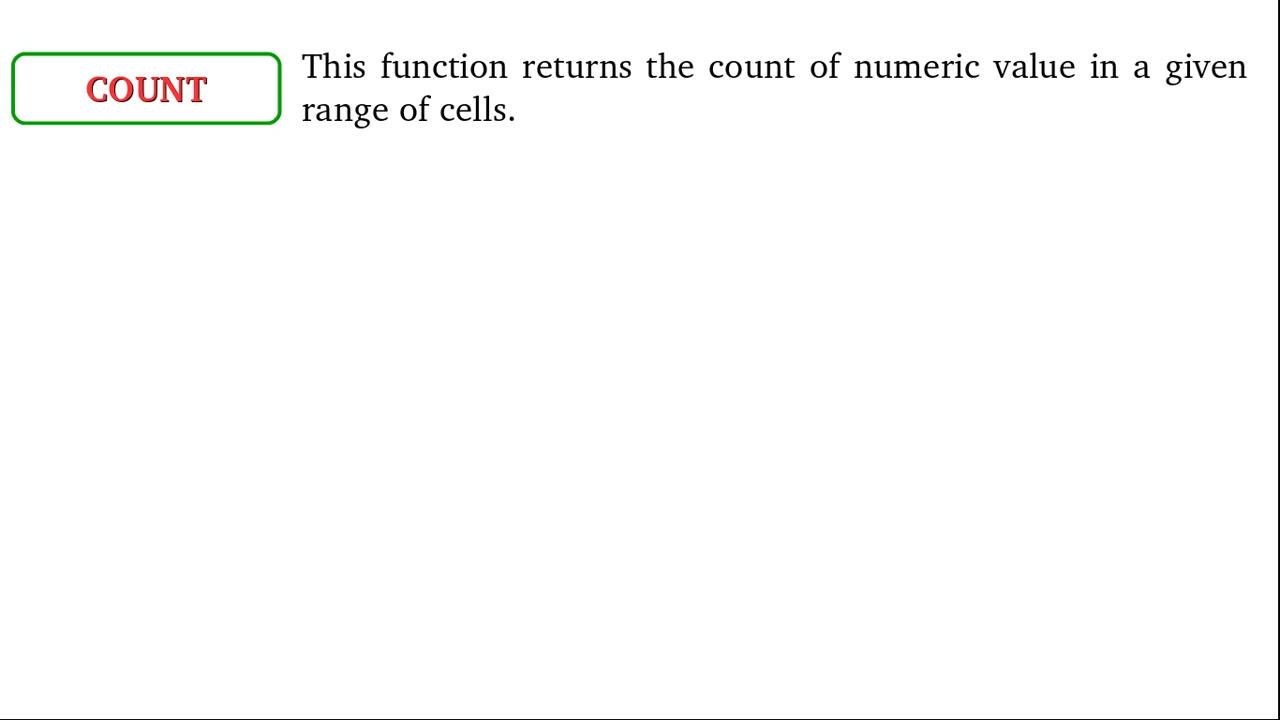 COUNT
This function returns the count of numeric value in a given
range of cells.